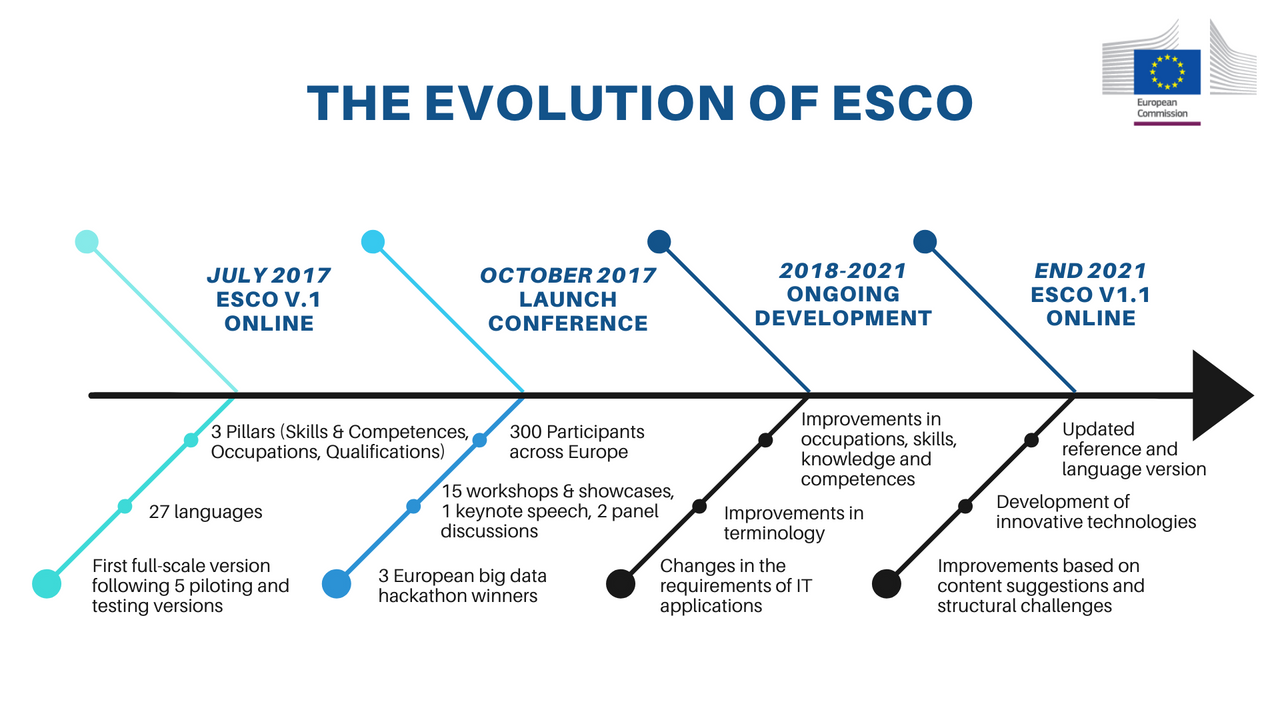 THE EVOLUTION OF ESCO
European
Commission
JULY 2017
ESCO V.1
ONLINE
OCTOBER 2017
LAUNCH
CONFERENCE
2018-2021
ONGOING
DEVELOPMENT
END 2021
ESCO V1.1
ONLINE
3 Pillars (Skills & Competences,
Occupations, Qualifications)
27 languages
First full-scale version
following 5 piloting and
testing versions
300 Participants
across Europe
15 workshops & showcases,
1 keynote speech, 2 panel
discussions
3 European big data
hackathon winners
Improvements in
occupations, skills,
knowledge and
competences
Improvements in
terminology
Changes in the
requirements of IT
applications
Updated
reference and
language version
Development of
innovative technologies
Improvements based on
content suggestions and
structural challenges